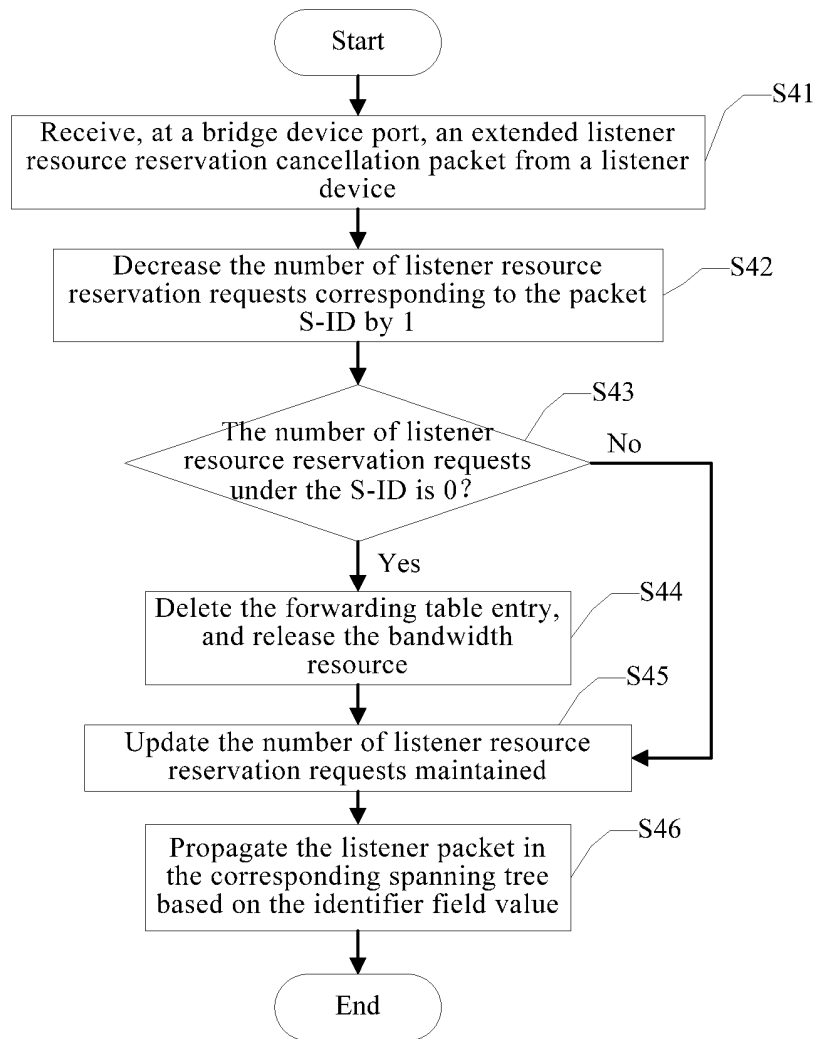 Start
S41
Receive, at a bridge device port, an extended listener
resource reservation cancellation packet from a listener
device
S42
Decrease the number of listener resource
reservation requests corresponding to the packet
S-ID by 1
S43
The number of listener
resource reservation requests
under the S-ID is 0?
No
Yes
S44
Delete the forwarding table entry,
and release the bandwidth
resource
S45
Update the number of listener resource
reservation requests maintained
S46
Propagate the listener packet in
the corresponding spanning tree
based on the identifier field value
End